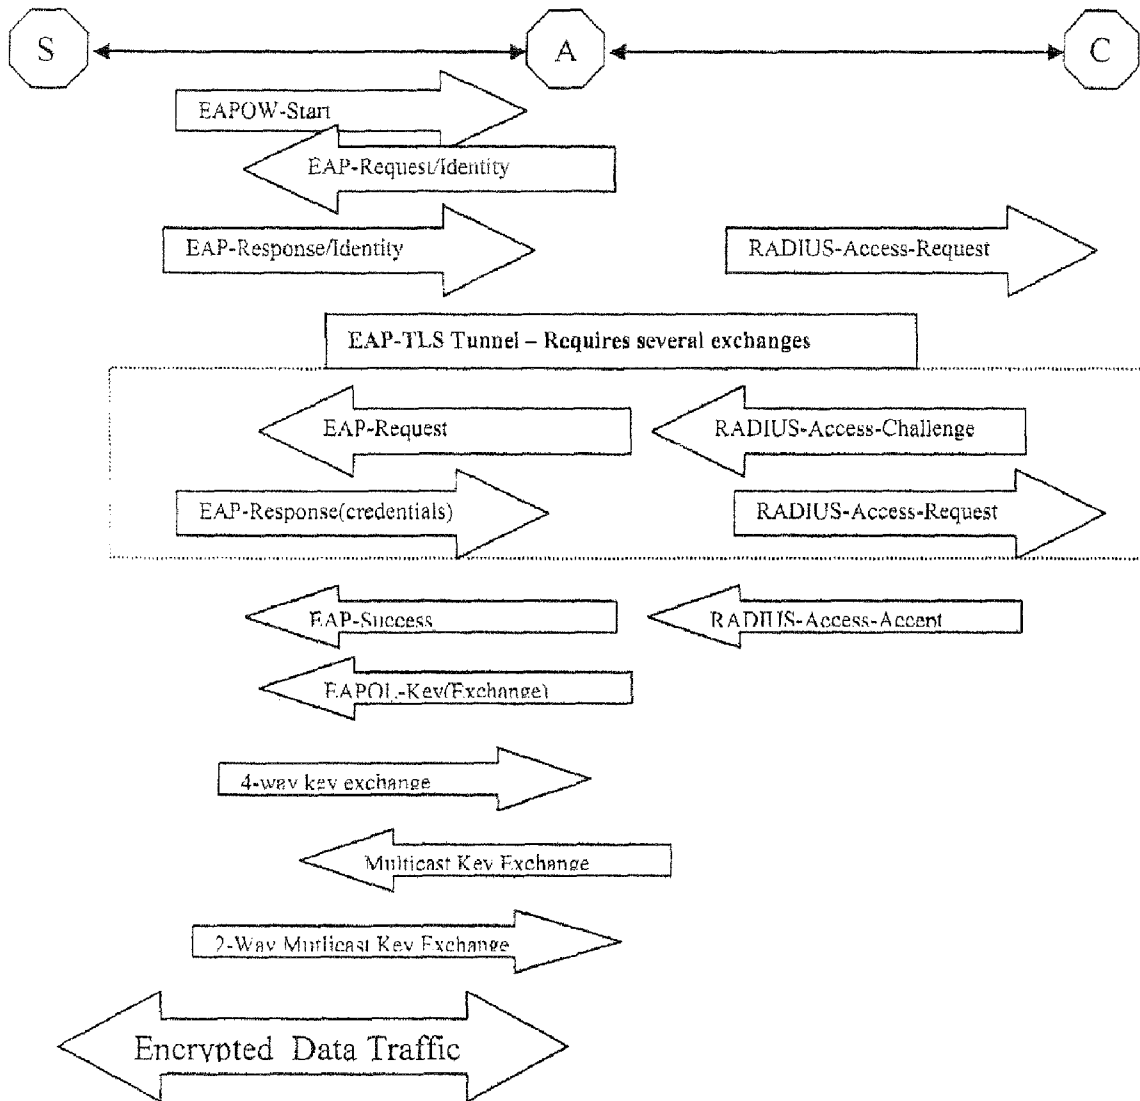 S A C
EAPOW-Start
EAP-Request/Identity
EAP-Response/Identity RADIUS-Access-Request
EAP-TLS Tunnel – Requires several exchanges
EAP-Request RADIUS-Access-Challenge
EAP-Response(credentials) RADIUS-Access-Request
EAP-Success RADIUS-Access-Accept
EAPOL-Key(Exchange)
4-way key exchange
Multicast Key Exchange
2-Way Mutlicast Key Exchange
Encrypted Data Traffic